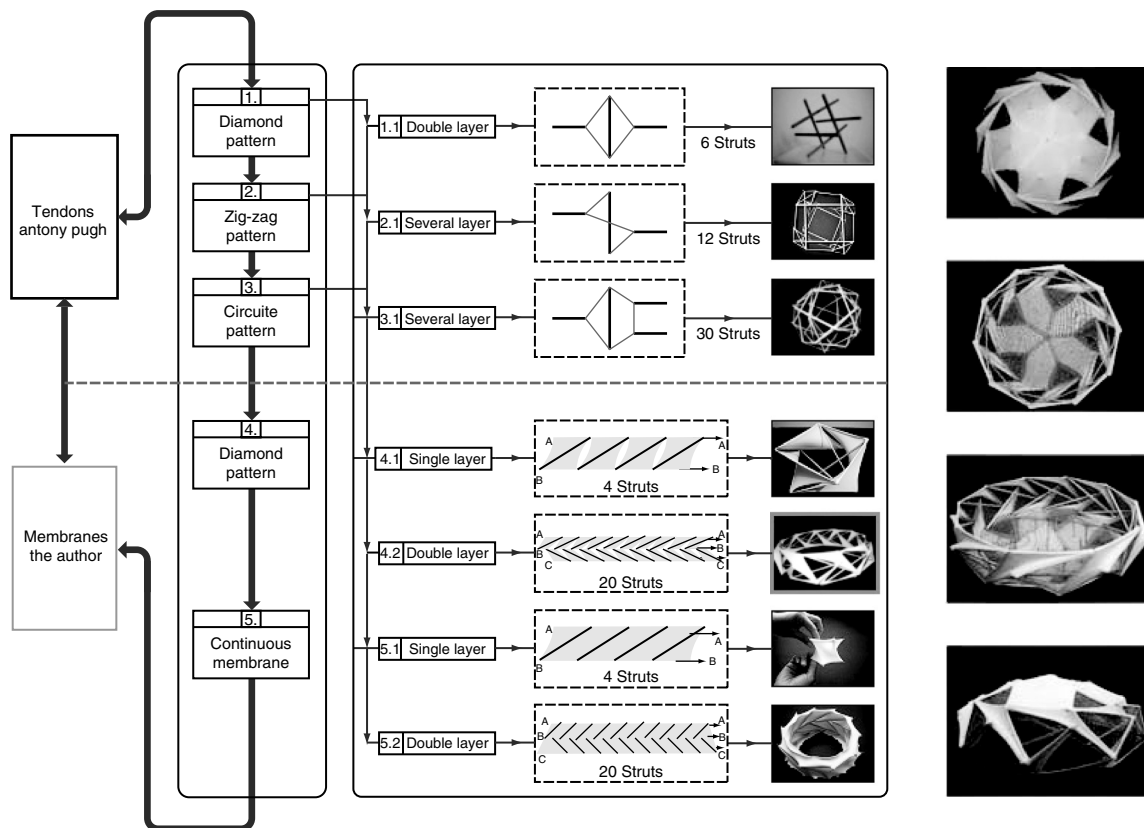 Tendons
antony pugh
Membranes
the author
1.
Diamond
pattern
2.
Zig-zag
pattern
3.
Circuite
pattern
4.
Diamond
pattern
5.
Continuous
membrane
1.1 Double layer
6 Struts
2.1 Several layer
12 Struts
3.1 Several layer
30 Struts
4.1 Single layer
A
A
B
B
4 Struts
4.2 Double layer
A
A
B
B
C
C
20 Struts
5.1 Single layer
A
A
B
B
4 Struts
5.2 Double layer
A
A
B
B
C
C
20 Struts